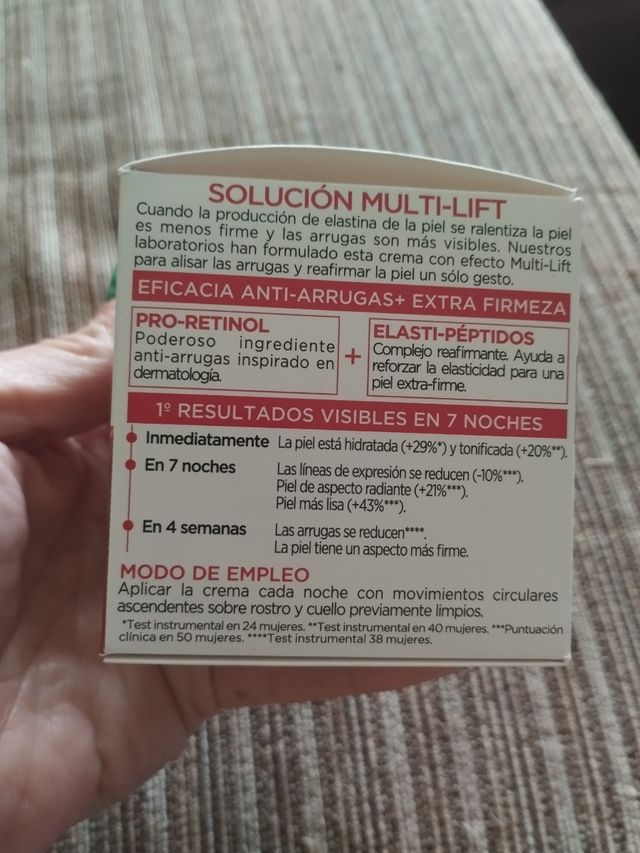 SOLUCIÓN MULTI-LIFT
Cuando la producción de elastina de la piel se ralentiza la piel
es menos firme y las arrugas son más visibles. Nuestros
laboratorios han formulado esta crema con efecto Multi-Lift
para alisar las arrugas y reafirmar la piel un sólo gesto.
EFICACIA ANTI-ARRUGAS+ EXTRA FIRMEZA
PRO-RETINOL
Poderoso ingrediente
anti-arrugas inspirado en
dermatología.
+
ELASTI-PÉPTIDOS
Complejo reafirmante. Ayuda a
reforzar la elasticidad para una
piel extra-firme.
1º RESULTADOS VISIBLES EN 7 NOCHES
Inmediatamente La piel está hidratada (+29%*) y tonificada (+20%**).
En 7 noches Las líneas de expresión se reducen (-10%***).
Piel de aspecto radiante (+21%***).
Piel más lisa (+43%***).
En 4 semanas Las arrugas se reducen****.
La piel tiene un aspecto más firme.
MODO DE EMPLEO
Aplicar la crema cada noche con movimientos circulares
ascendentes sobre rostro y cuello previamente limpios.
*Test instrumental en 24 mujeres. **Test instrumental en 40 mujeres. ***Puntuación
clínica en 50 mujeres. ****Test instrumental 38 mujeres.